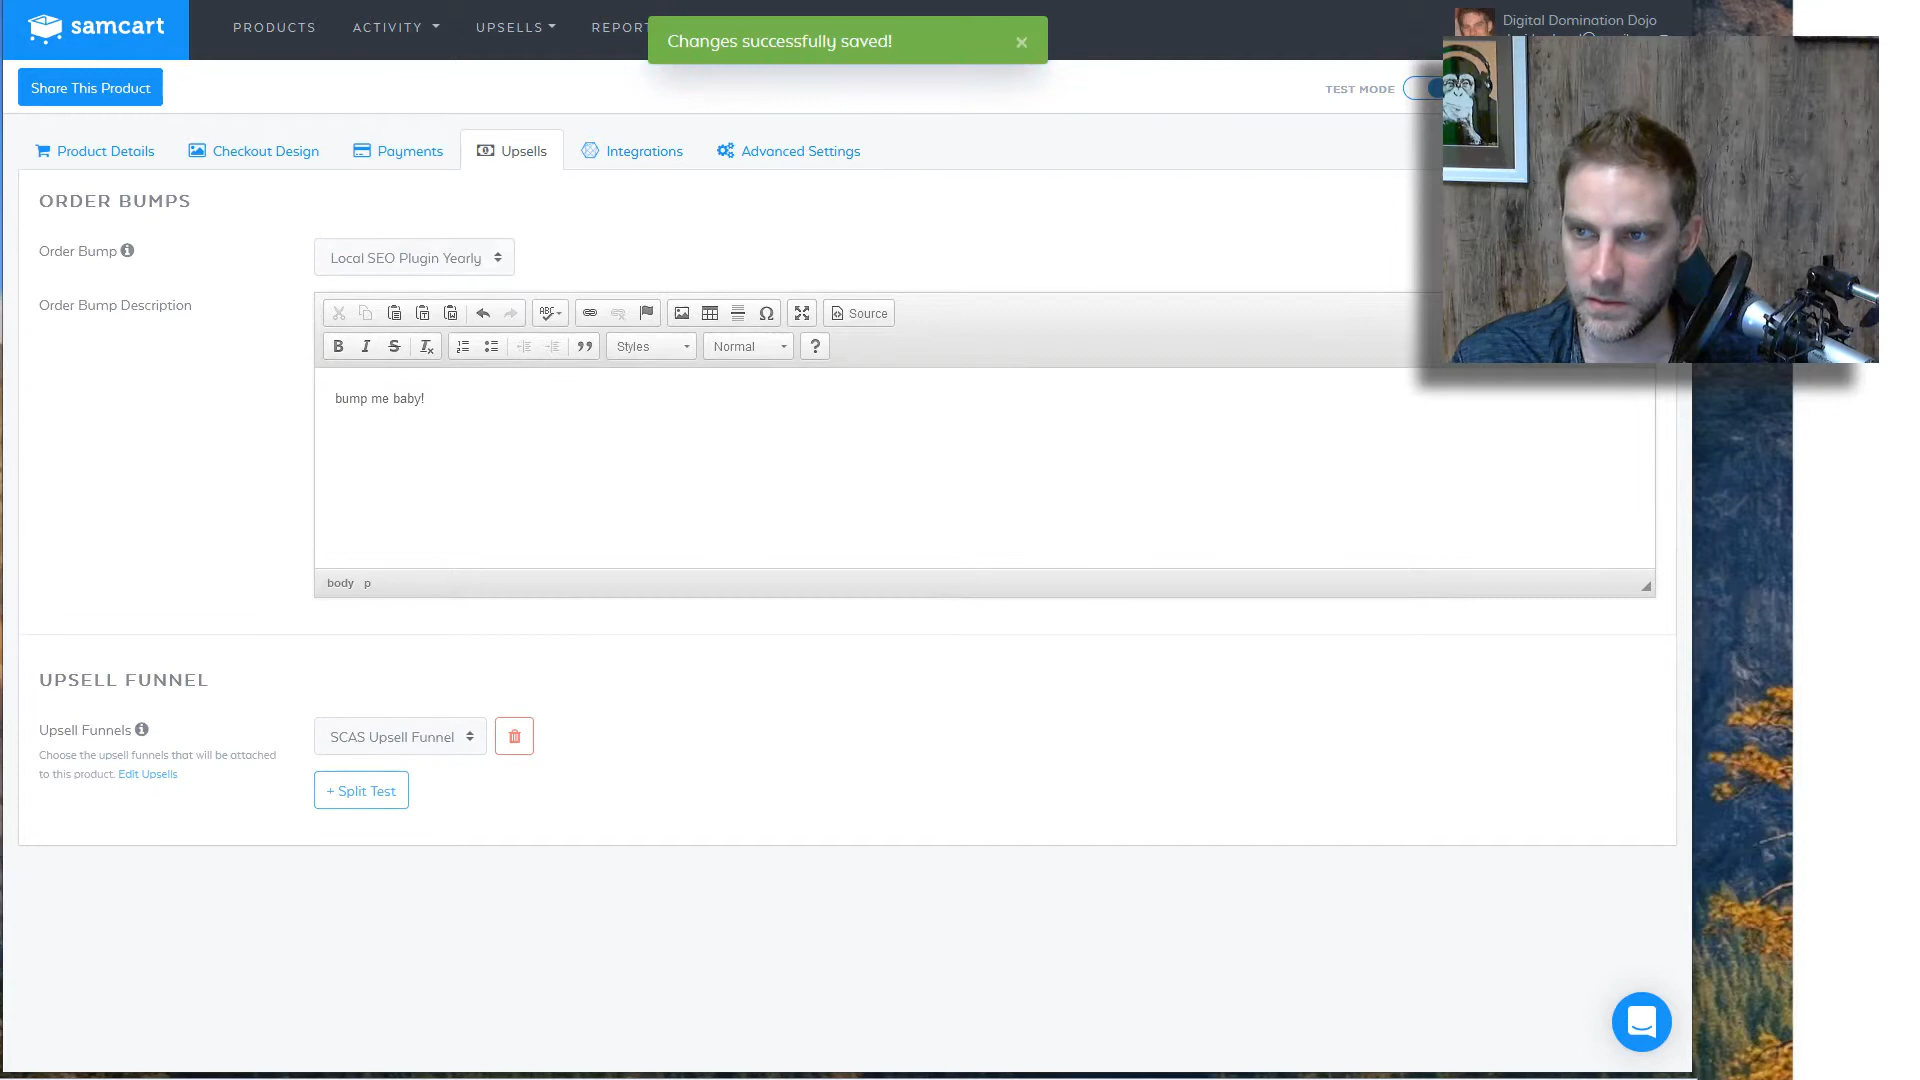 samcart
PRODUCTS
ACTIVITY
UPSELLS
REPORT
Changes successfully saved!
×
Digital Domination Dojo
Share This Product
TEST MODE
Product Details
Checkout Design
Payments
Upsells
Integrations
Advanced Settings
ORDER BUMPS
Order Bump
Local SEO Plugin Yearly
Order Bump Description
ABC
Source
B
I
S
Styles
Normal
?
bump me baby!
body p
UPSELL FUNNEL
Upsell Funnels
Choose the upsell funnels that will be attached
to this product. Edit Upsells
SCAS Upsell Funnel
+ Split Test